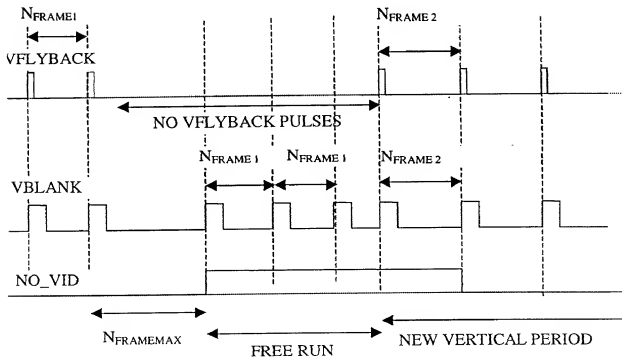 NFRAME1
NFRAME 2
VFLYBACK
NO VFLYBACK PULSES
NFRAME 1 NFRAME 1 NFRAME 2
VBLANK
NO_VID
NFRAMEMAX
FREE RUN
NEW VERTICAL PERIOD